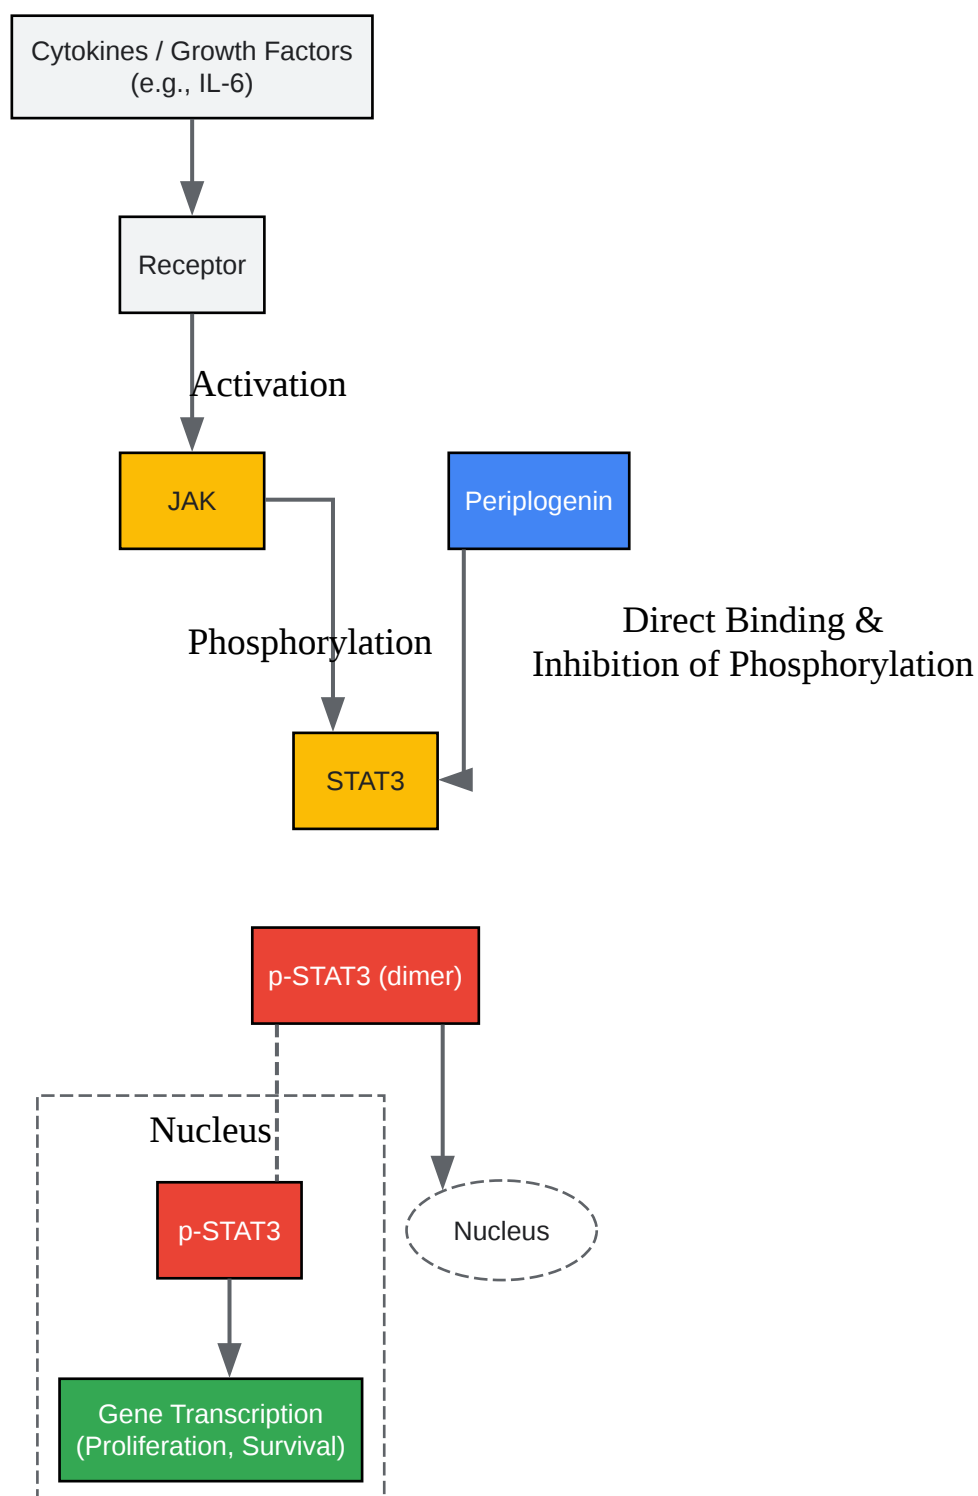 Cytokines / Growth Factors
(e.g., IL-6)
Receptor
Activation
JAK
Periplogenin
Phosphorylation
Direct Binding &
Inhibition of Phosphorylation
STAT3
p-STAT3 (dimer)
Nucleus
p-STAT3
Nucleus
Gene Transcription
(Proliferation, Survival)